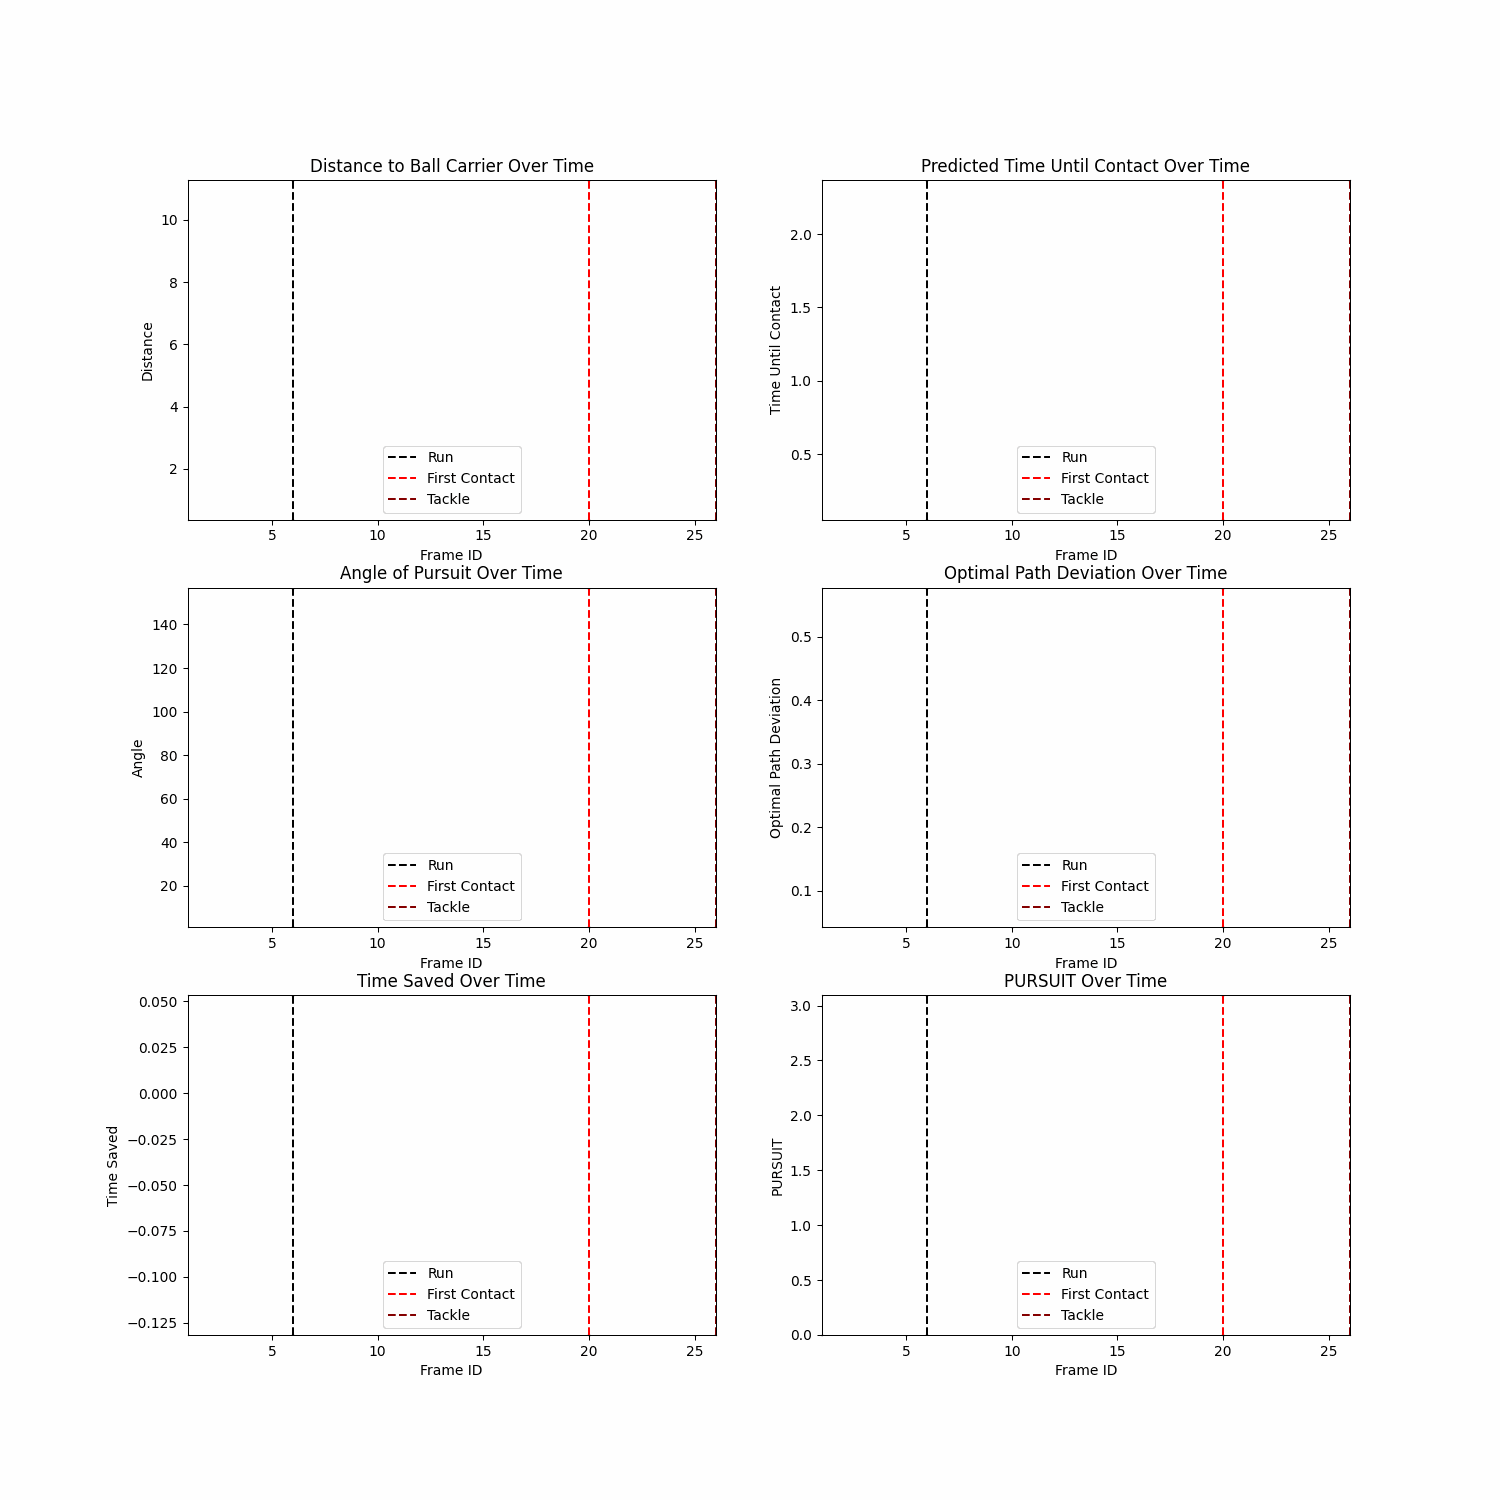 Distance to Ball Carrier Over Time
10
8
6
4
2
Distance
Run
First Contact
Tackle
5 10 15 20 25
Frame ID
Predicted Time Until Contact Over Time
2.0
1.5
1.0
0.5
Time Until Contact
Run
First Contact
Tackle
5 10 15 20 25
Frame ID
Angle of Pursuit Over Time
140
120
100
80
60
40
20
Angle
Run
First Contact
Tackle
5 10 15 20 25
Frame ID
Optimal Path Deviation Over Time
0.5
0.4
0.3
0.2
0.1
Optimal Path Deviation
Run
First Contact
Tackle
5 10 15 20 25
Frame ID
Time Saved Over Time
0.050
0.025
0.000
−0.025
−0.050
−0.075
−0.100
−0.125
Time Saved
Run
First Contact
Tackle
5 10 15 20 25
Frame ID
PURSUIT Over Time
3.0
2.5
2.0
1.5
1.0
0.5
0.0
PURSUIT
Run
First Contact
Tackle
5 10 15 20 25
Frame ID